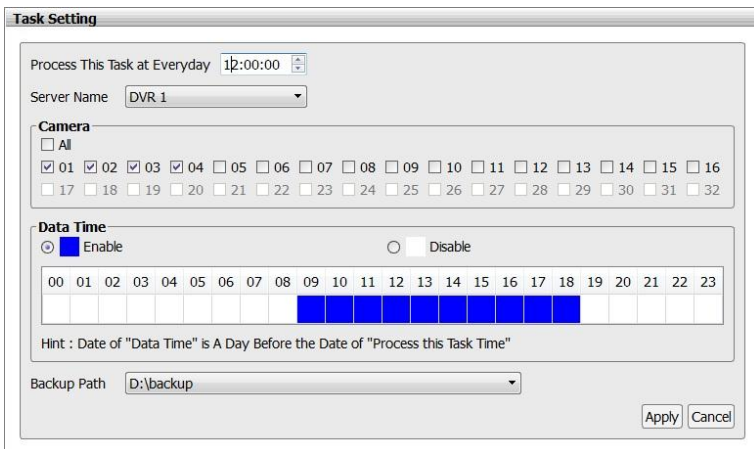 Task Setting
Process This Task at Everyday 12:00:00
Server Name DVR 1
Camera
All
01 02 03 04 05 06 07 08 09 10 11 12 13 14 15 16
17 18 19 20 21 22 23 24 25 26 27 28 29 30 31 32
Data Time
Enable Disable
00 01 02 03 04 05 06 07 08 09 10 11 12 13 14 15 16 17 18 19 20 21 22 23
Hint : Date of "Data Time" is A Day Before the Date of "Process this Task Time"
Backup Path D:\backup
Apply Cancel